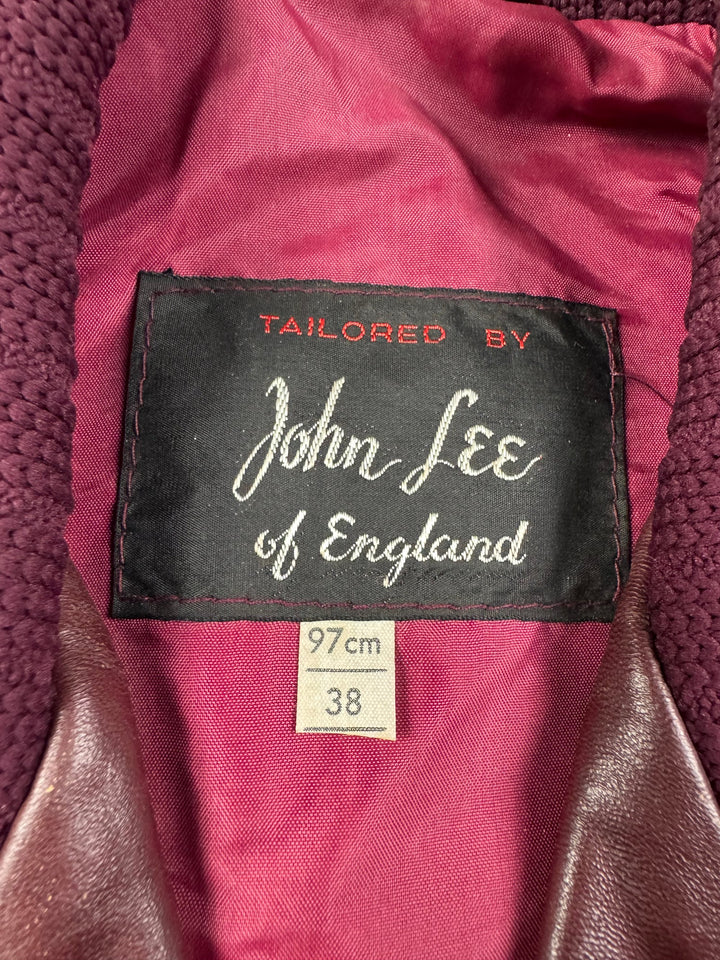 TAILORED BY
John Lee
of England
97cm
38